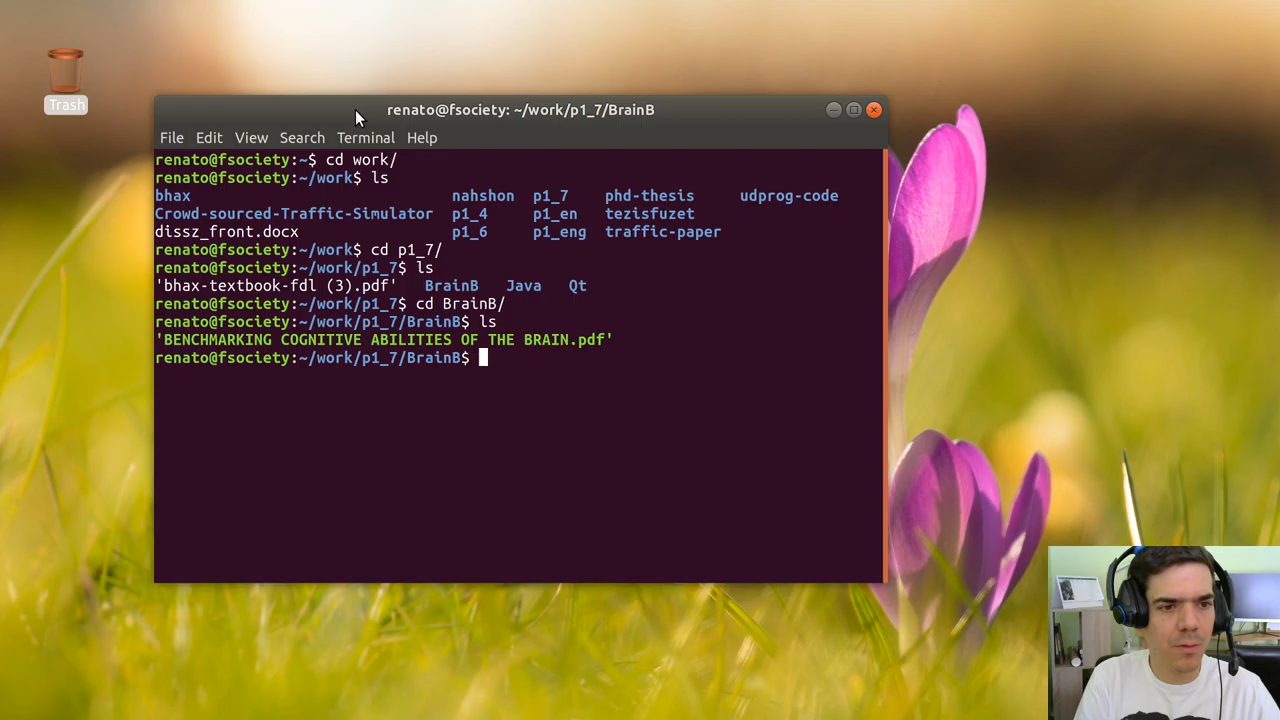 Trash
renato@fsociety: ~/work/p1_7/BrainB
File Edit View Search Terminal Help
renato@fsociety:~$ cd work/
renato@fsociety:~/work$ ls
bhax nahshon p1_7 phd-thesis udprog-code
Crowd-sourced-Traffic-Simulator p1_4 p1_en tezisfuzet
dissz_front.docx p1_6 p1_eng traffic-paper
renato@fsociety:~/work$ cd p1_7/
renato@fsociety:~/work/p1_7$ ls
'bhax-textbook-fdl (3).pdf' BrainB Java Qt
renato@fsociety:~/work/p1_7$ cd BrainB/
renato@fsociety:~/work/p1_7/BrainB$ ls
'BENCHMARKING COGNITIVE ABILITIES OF THE BRAIN.pdf'
renato@fsociety:~/work/p1_7/BrainB$